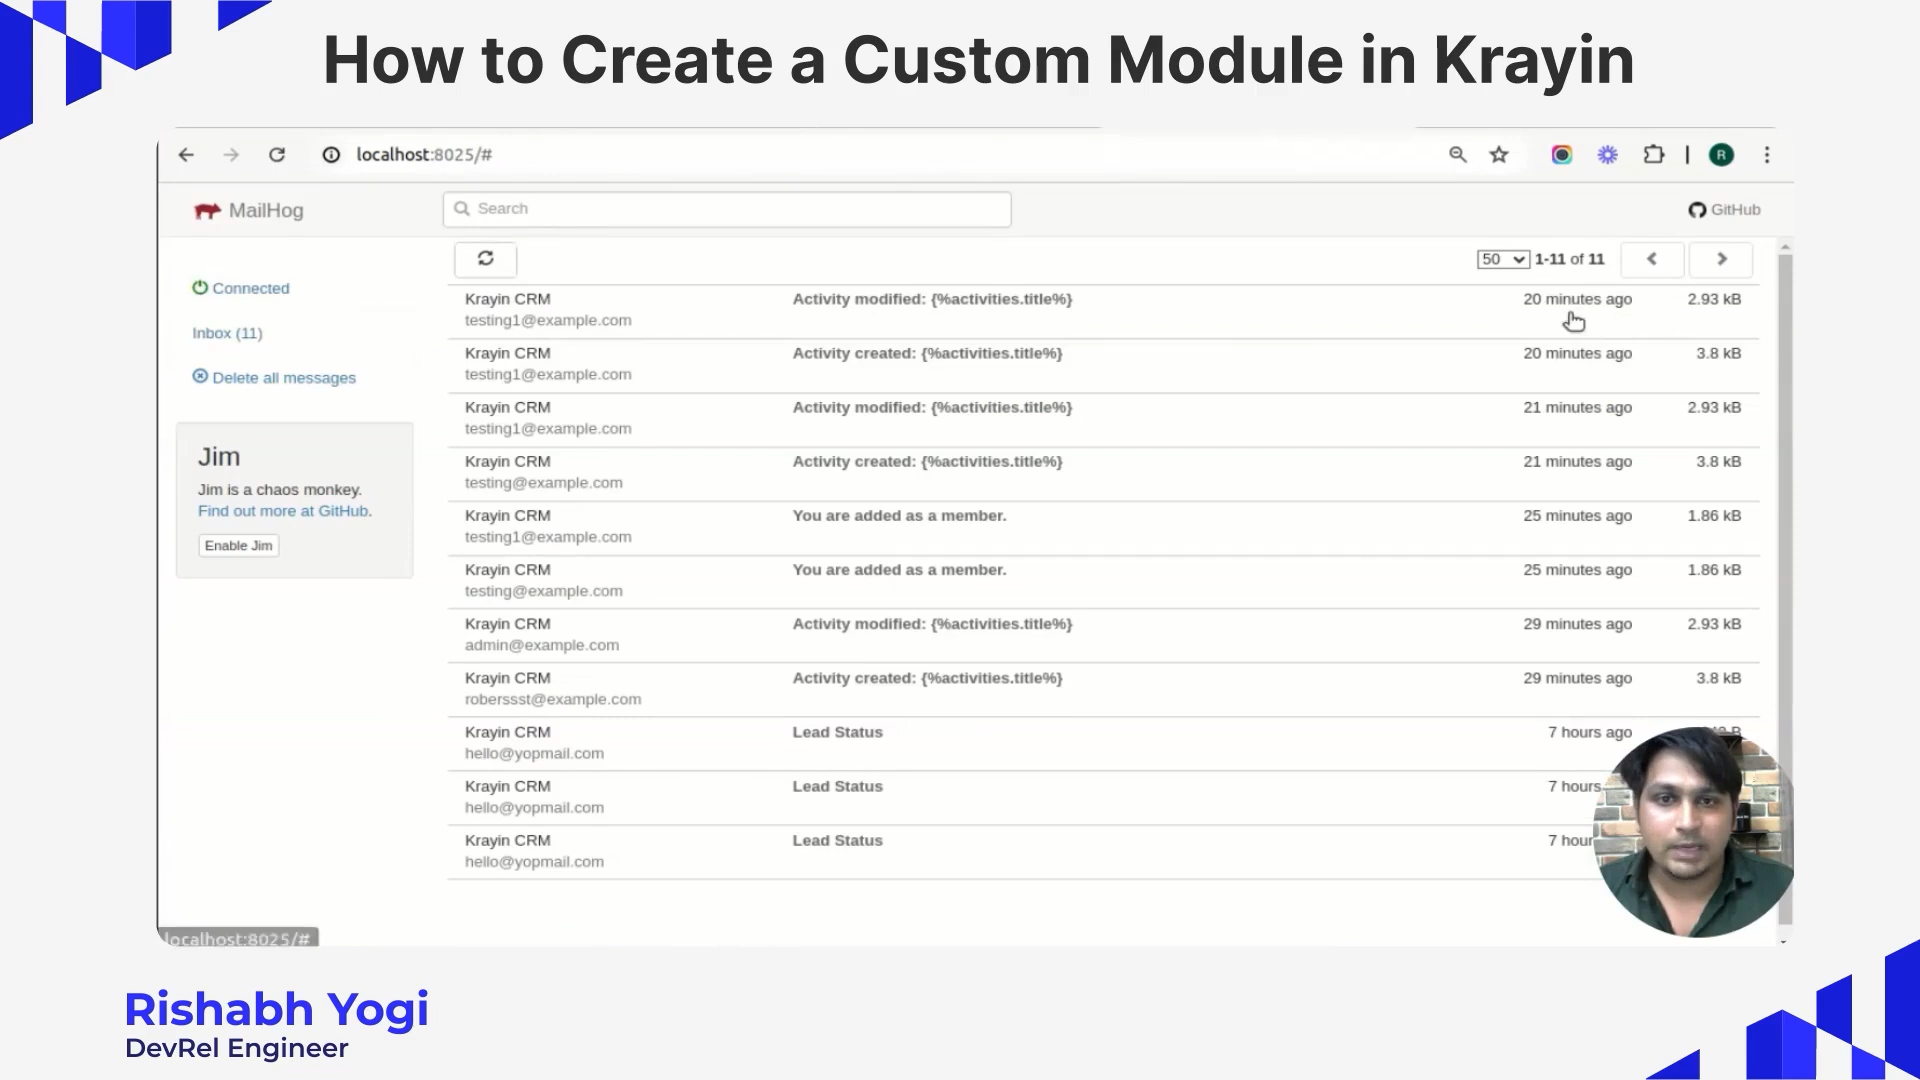 How to Create a Custom Module in Krayin
localhost:8025/#
R
MailHog
Search
GitHub
50 1-11 of 11
Connected
Inbox (11)
Delete all messages
Jim
Jim is a chaos monkey.
Find out more at GitHub.
Enable Jim
Krayin CRM Activity modified: {%activities.title%} 20 minutes ago 2.93 kB
testing1@example.com
Krayin CRM Activity created: {%activities.title%} 20 minutes ago 3.8 kB
testing1@example.com
Krayin CRM Activity modified: {%activities.title%} 21 minutes ago 2.93 kB
testing1@example.com
Krayin CRM Activity created: {%activities.title%} 21 minutes ago 3.8 kB
testing@example.com
Krayin CRM You are added as a member. 25 minutes ago 1.86 kB
testing1@example.com
Krayin CRM You are added as a member. 25 minutes ago 1.86 kB
testing@example.com
Krayin CRM Activity modified: {%activities.title%} 29 minutes ago 2.93 kB
admin@example.com
Krayin CRM Activity created: {%activities.title%} 29 minutes ago 3.8 kB
roberssst@example.com
Krayin CRM Lead Status 7 hours ago
hello@yopmail.com
Krayin CRM Lead Status 7 hours
hello@yopmail.com
Krayin CRM Lead Status 7 hour
hello@yopmail.com
localhost:8025/#
Rishabh Yogi
DevRel Engineer